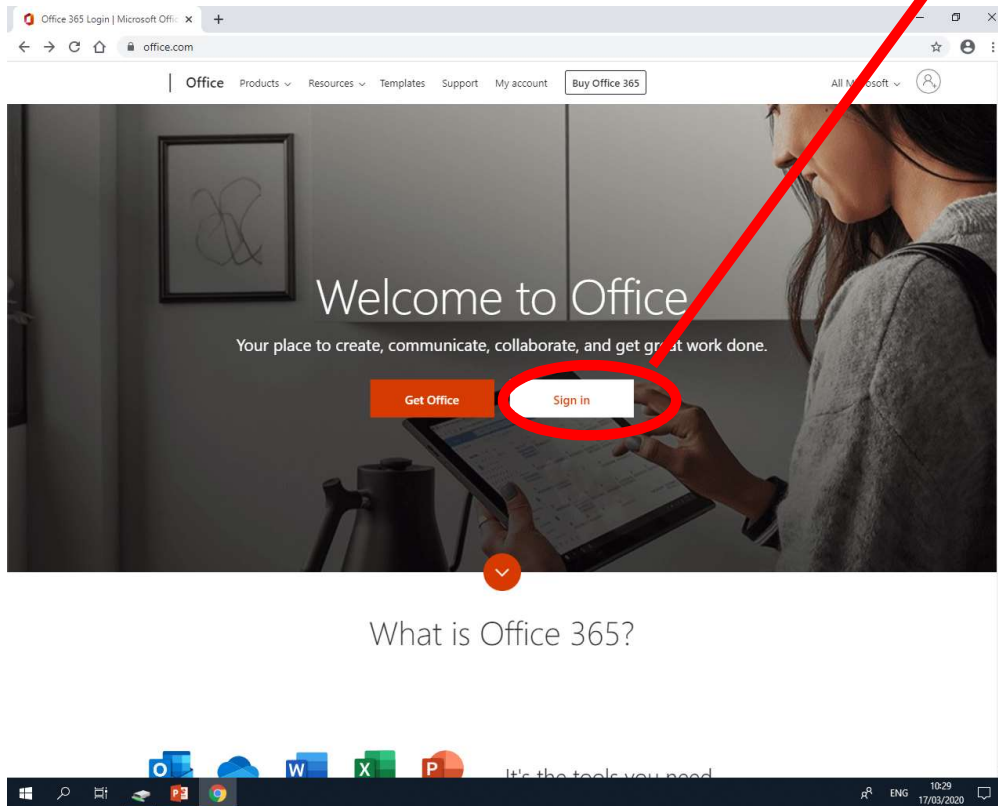 Office 365 Login | Microsoft Offic
office.com
Office Products Resources Templates Support My account Buy Office 365 All Microsoft
Welcome to Office
Your place to create, communicate, collaborate, and get great work done.
Get Office Sign in
What is Office 365?
It's the tools you need
ENG 10:29
17/03/2020